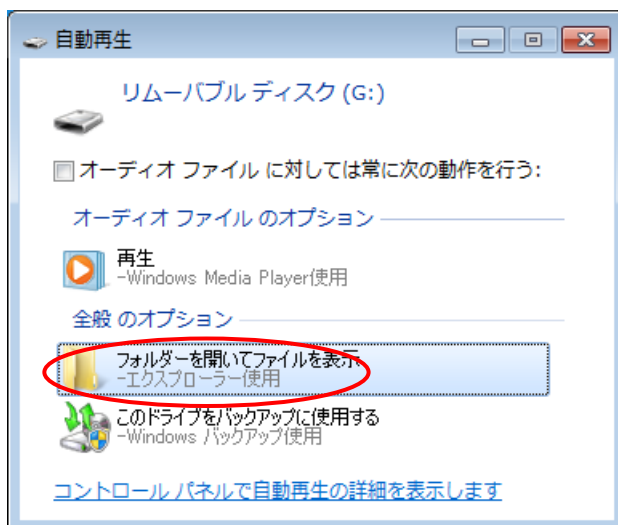 自動再生
リムーバブル ディスク (G:)
オーディオ ファイル に対しては常に次の動作を行う:
オーディオ ファイル のオプション
再生
-Windows Media Player使用
全般 のオプション
フォルダーを開いてファイルを表示
-エクスプローラー使用
このドライブをバックアップに使用する
-Windows バックアップ使用
コントロール パネルで自動再生の詳細を表示します